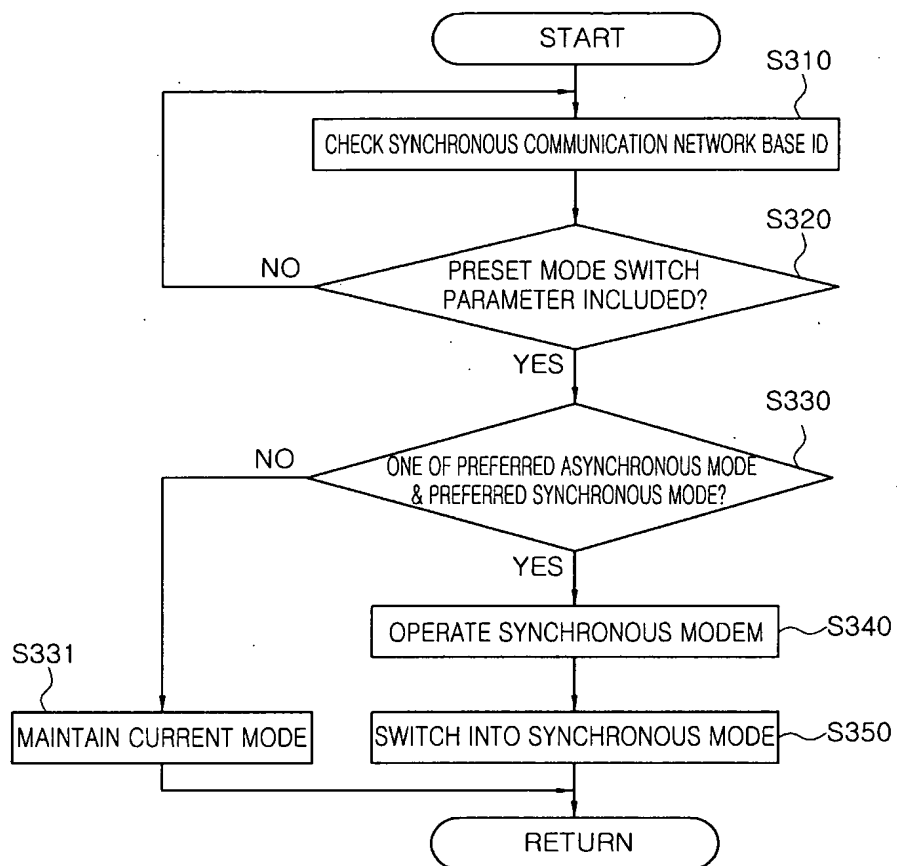 START
S310
CHECK SYNCHRONOUS COMMUNICATION NETWORK BASE ID
S320
NO
PRESET MODE SWITCH
PARAMETER INCLUDED?
YES
S330
NO
ONE OF PREFERRED ASYNCHRONOUS MODE
& PREFERRED SYNCHRONOUS MODE?
YES
OPERATE SYNCHRONOUS MODEM
S340
S331
MAINTAIN CURRENT MODE
SWITCH INTO SYNCHRONOUS MODE
S350
RETURN